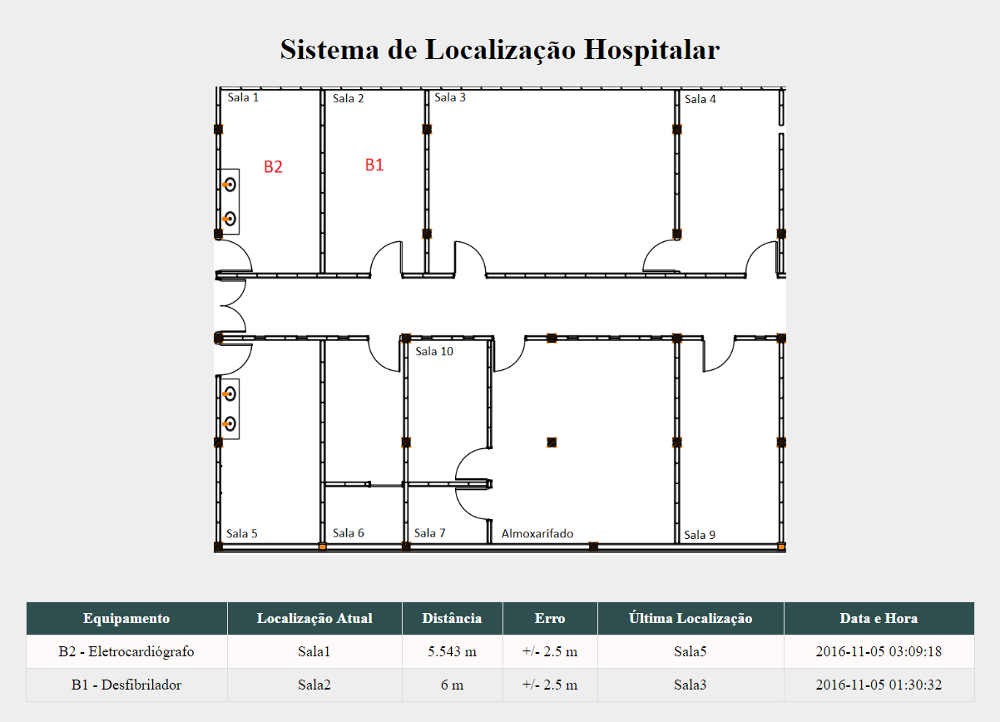 Sistema de Localização Hospitalar
Sala 1
Sala 2
Sala 3
Sala 4
B2
B1
Sala 10
Sala 5
Sala 6
Sala 7
Almoxarifado
Sala 9
Equipamento Localização Atual Distância Erro Última Localização Data e Hora
B2 - Eletrocardiógrafo Sala1 5.543 m +/- 2.5 m Sala5 2016-11-05 03:09:18
B1 - Desfibrilador Sala2 6 m +/- 2.5 m Sala3 2016-11-05 01:30:32